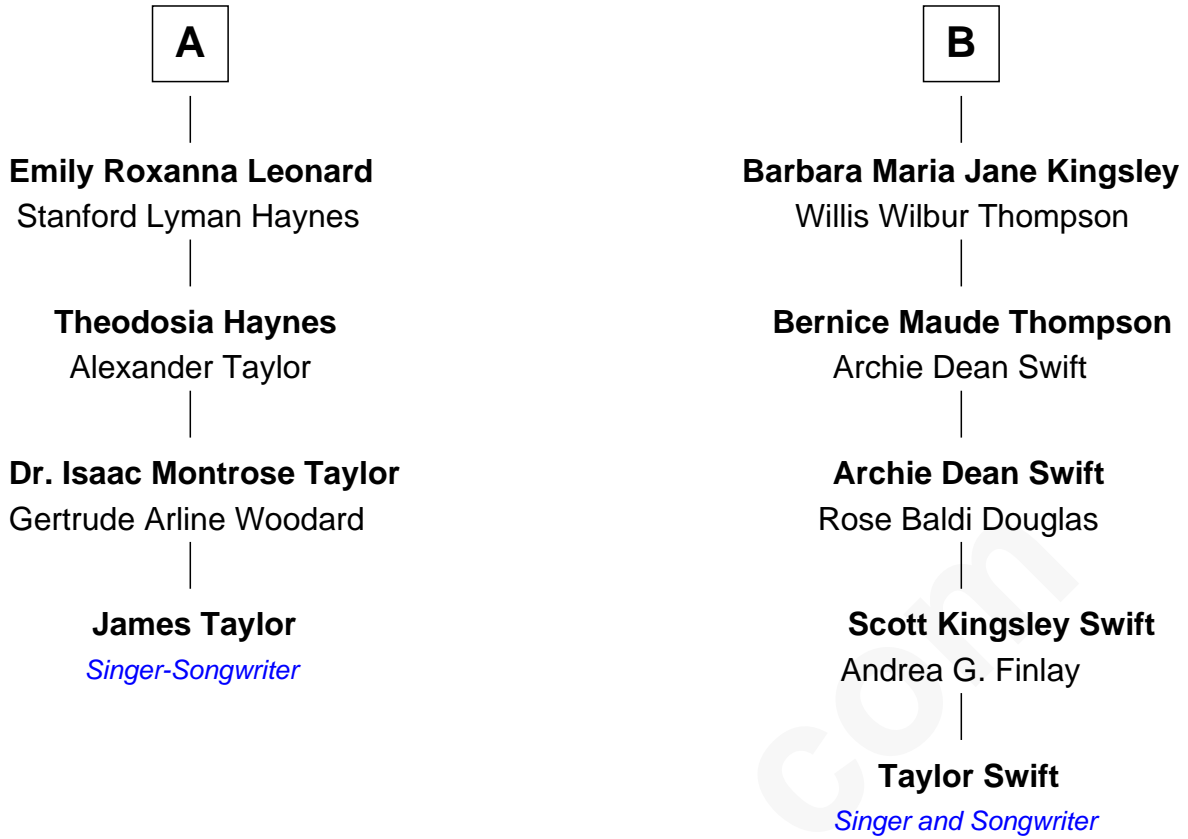 A
Emily Roxanna Leonard
Stanford Lyman Haynes
Theodosia Haynes
Alexander Taylor
Dr. Isaac Montrose Taylor
Gertrude Arline Woodard
James Taylor
Singer-Songwriter
B
Barbara Maria Jane Kingsley
Willis Wilbur Thompson
Bernice Maude Thompson
Archie Dean Swift
Archie Dean Swift
Rose Baldi Douglas
Scott Kingsley Swift
Andrea G. Finlay
Taylor Swift
Singer and Songwriter
com